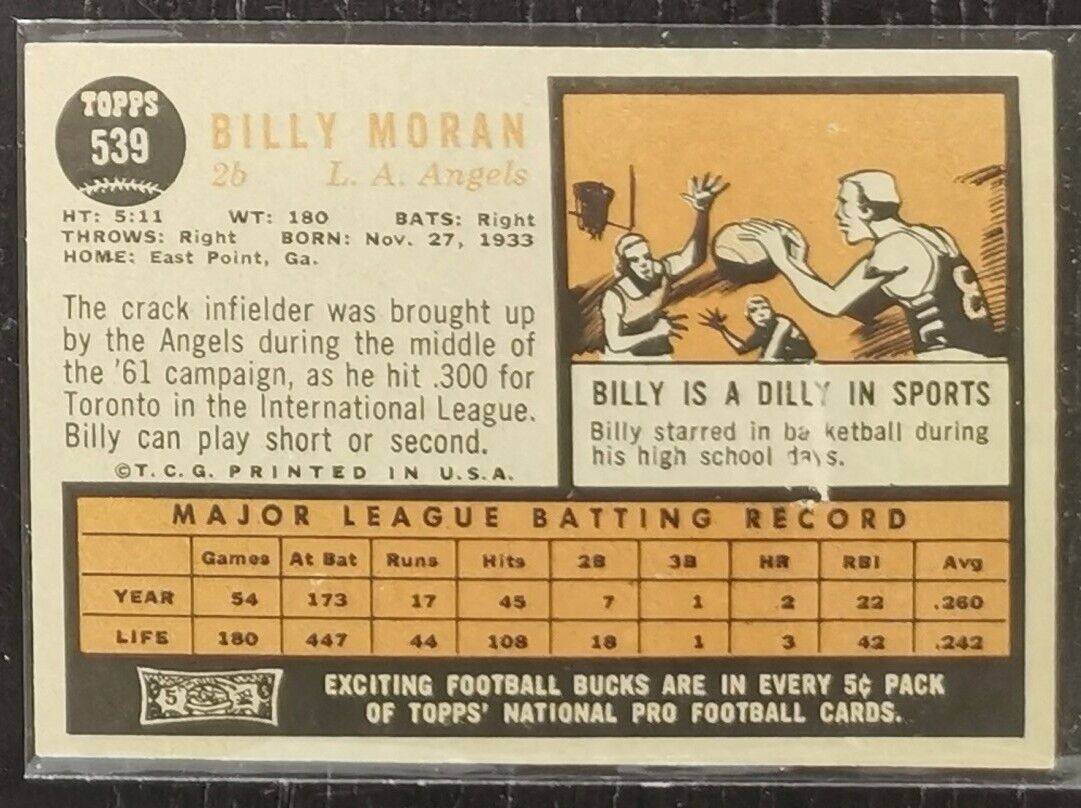 TOPPS
539
BILLY MORAN
2b L. A. Angels
HT: 5:11 WT: 180 BATS: Right
THROWS: Right BORN: Nov. 27, 1933
HOME: East Point, Ga.
The crack infielder was brought up
by the Angels during the middle of
the '61 campaign, as he hit .300 for
Toronto in the International League.
Billy can play short or second.
©T.C.G. PRINTED IN U.S.A.
BILLY IS A DILLY IN SPORTS
Billy starred in basketball during
his high school days.
MAJOR LEAGUE BATTING RECORD
Games At Bat Runs Hits 2B 3B HR RBI Avg
YEAR 54 173 17 45 7 1 2 22 .260
LIFE 180 447 44 108 18 1 3 42 .242
5
EXCITING FOOTBALL BUCKS ARE IN EVERY 5¢ PACK
OF TOPPS' NATIONAL PRO FOOTBALL CARDS.